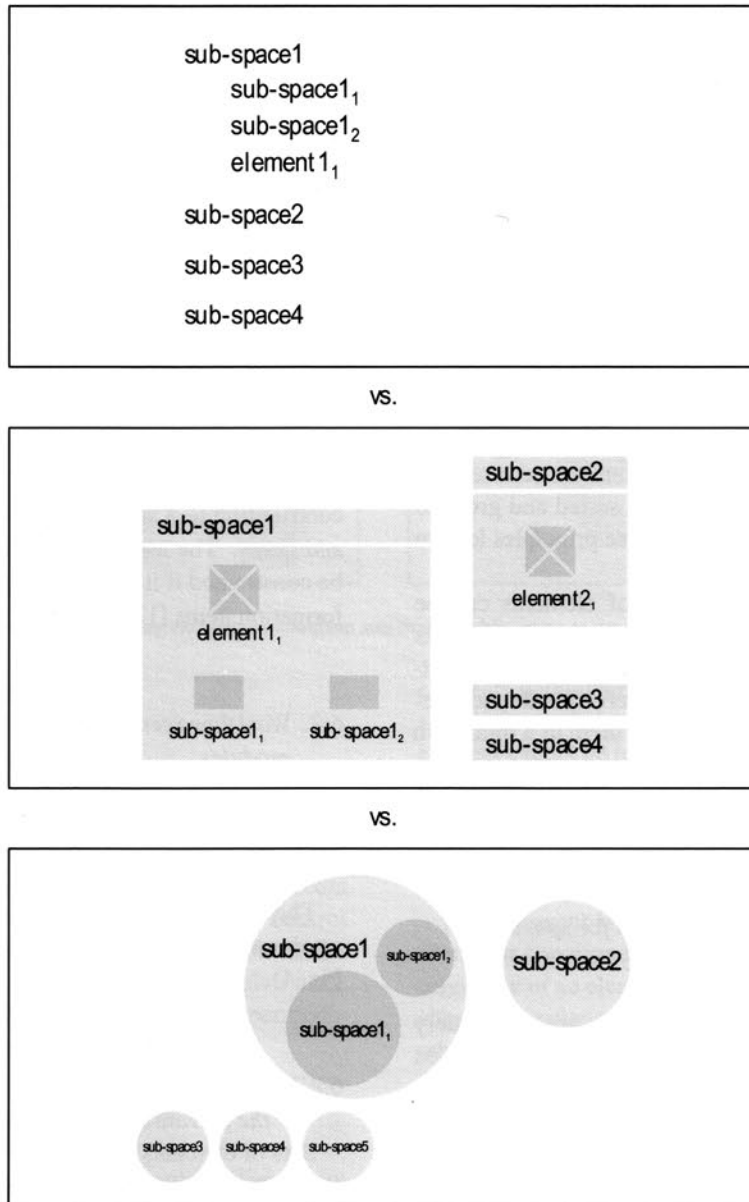 sub-space1
sub-space1₁
sub-space1₂
element1₁
sub-space2
sub-space3
sub-space4
vs.
sub-space1
element1₁
sub-space1₁ sub-space1₂
sub-space2
element2₁
sub-space3
sub-space4
vs.
sub-space1
sub-space1₂
sub-space1₁
sub-space2
sub-space3 sub-space4 sub-space5